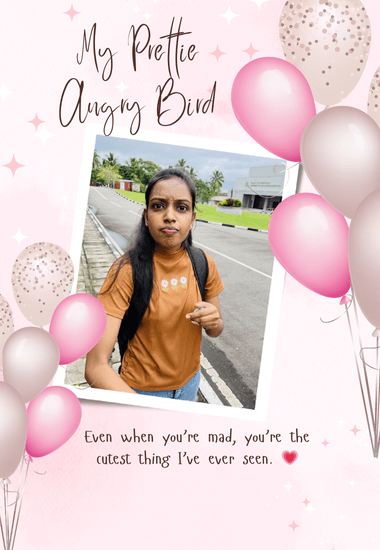 My Prettie
Angry Bird
Even when you're mad, you're the
cutest thing I've ever seen. 💗